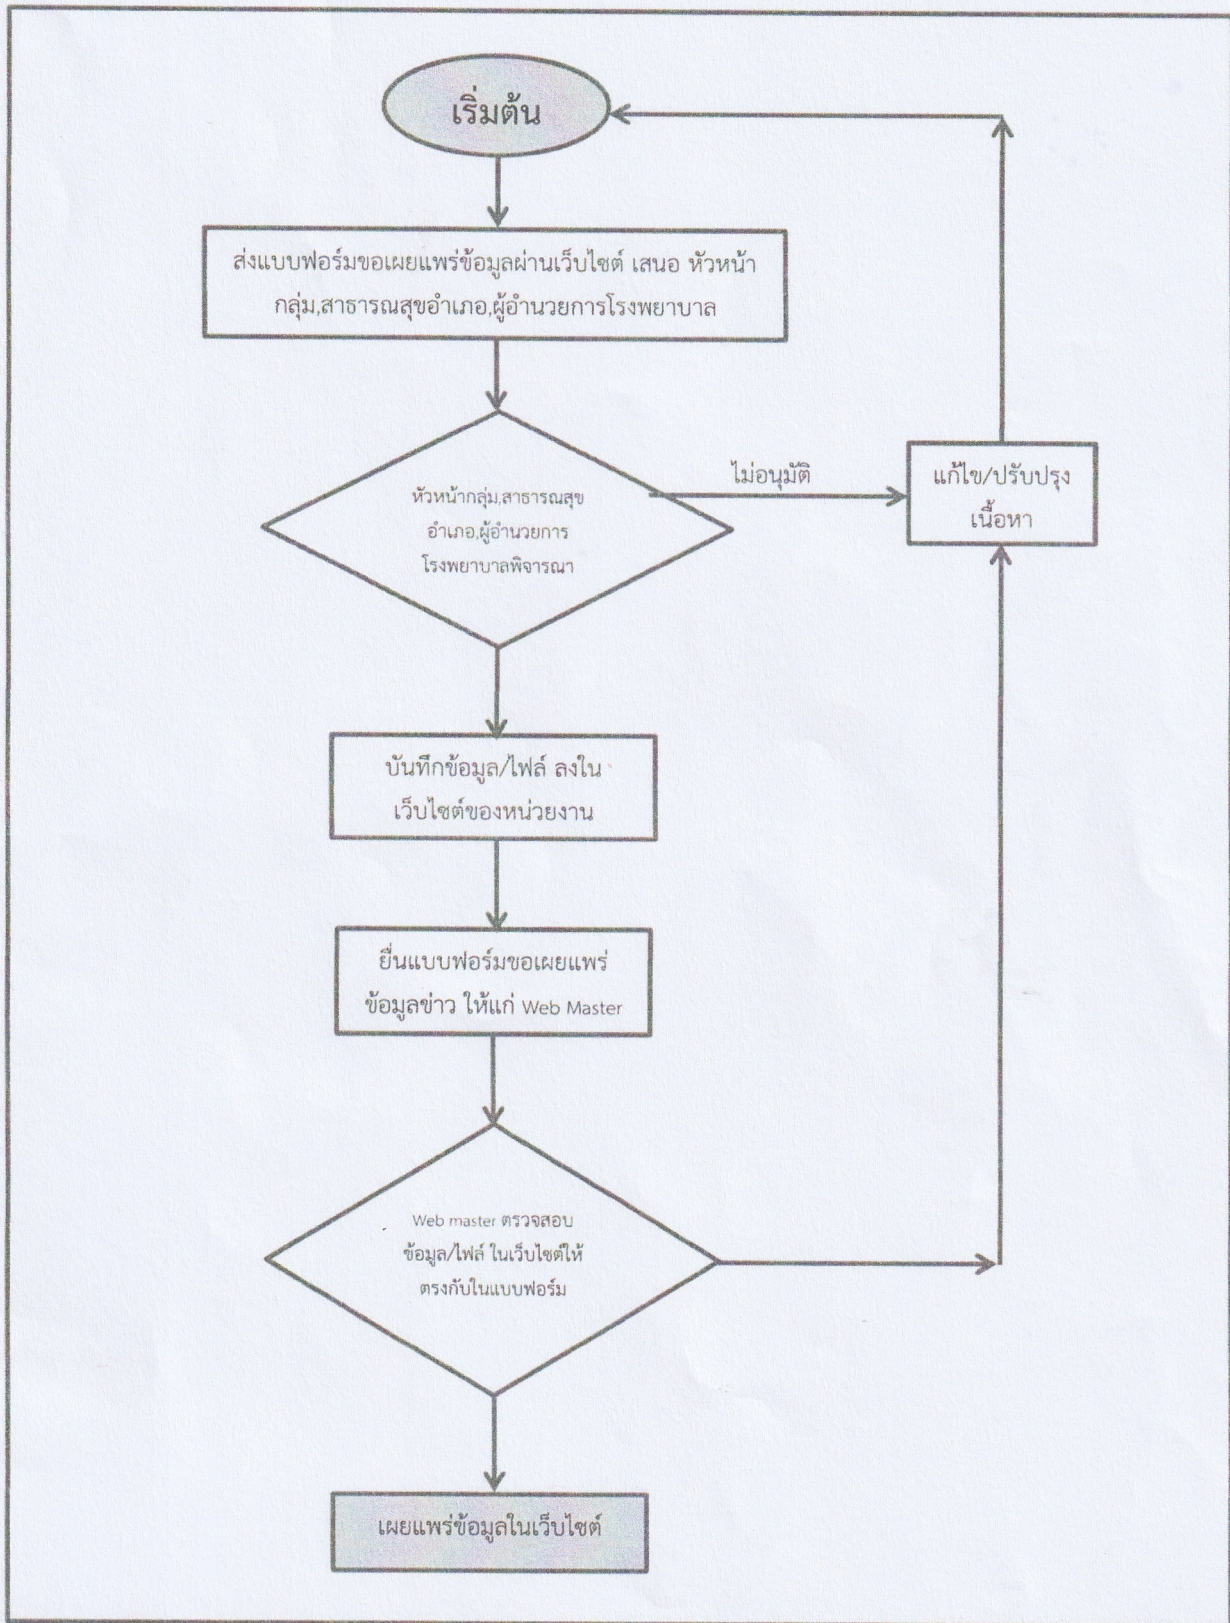 เริ่มต้น
ส่งแบบฟอร์มขอเผยแพร่ข้อมูลผ่านเว็บไซต์ เสนอ หัวหน้า
กลุ่ม,สาธารณสุขอำเภอ,ผู้อำนวยการโรงพยาบาล
หัวหน้ากลุ่ม,สาธารณสุข
อำเภอ,ผู้อำนวยการ
โรงพยาบาลพิจารณา
ไม่อนุมัติ
แก้ไข/ปรับปรุง
เนื้อหา
บันทึกข้อมูล/ไฟล์ ลงใน
เว็บไซต์ของหน่วยงาน
ยื่นแบบฟอร์มขอเผยแพร่
ข้อมูลข่าว ให้แก่ Web Master
Web master ตรวจสอบ
ข้อมูล/ไฟล์ ในเว็บไซต์ให้
ตรงกับในแบบฟอร์ม
เผยแพร่ข้อมูลในเว็บไซต์